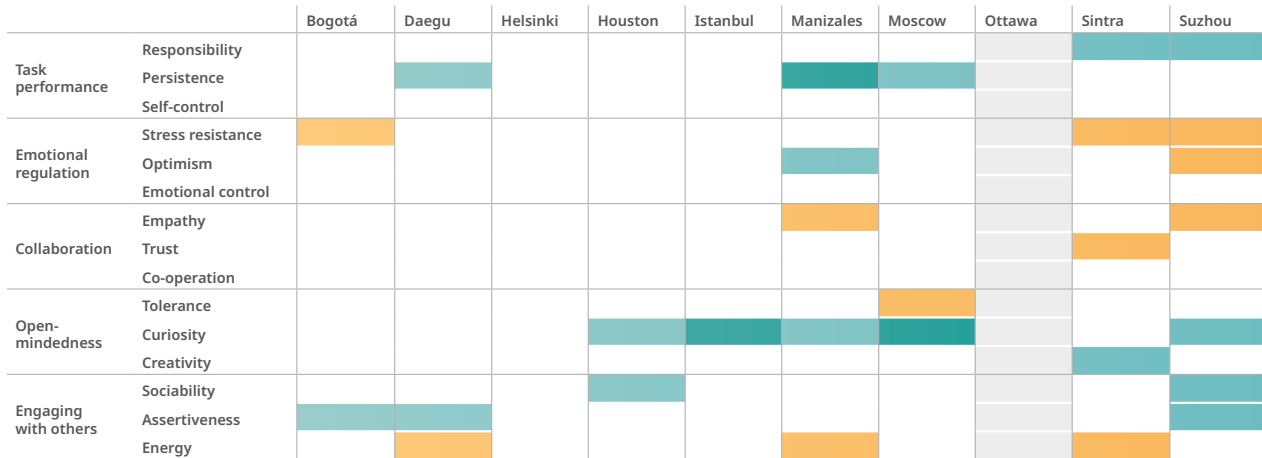 Bogotá Daegu Helsinki Houston Istanbul Manizales Moscow Ottawa Sintra Suzhou
Task
performance
Responsibility
Persistence
Self-control
Emotional
regulation
Stress resistance
Optimism
Emotional control
Collaboration
Empathy
Trust
Co-operation
Open-
mindedness
Tolerance
Curiosity
Creativity
Engaging
with others
Sociability
Assertiveness
Energy